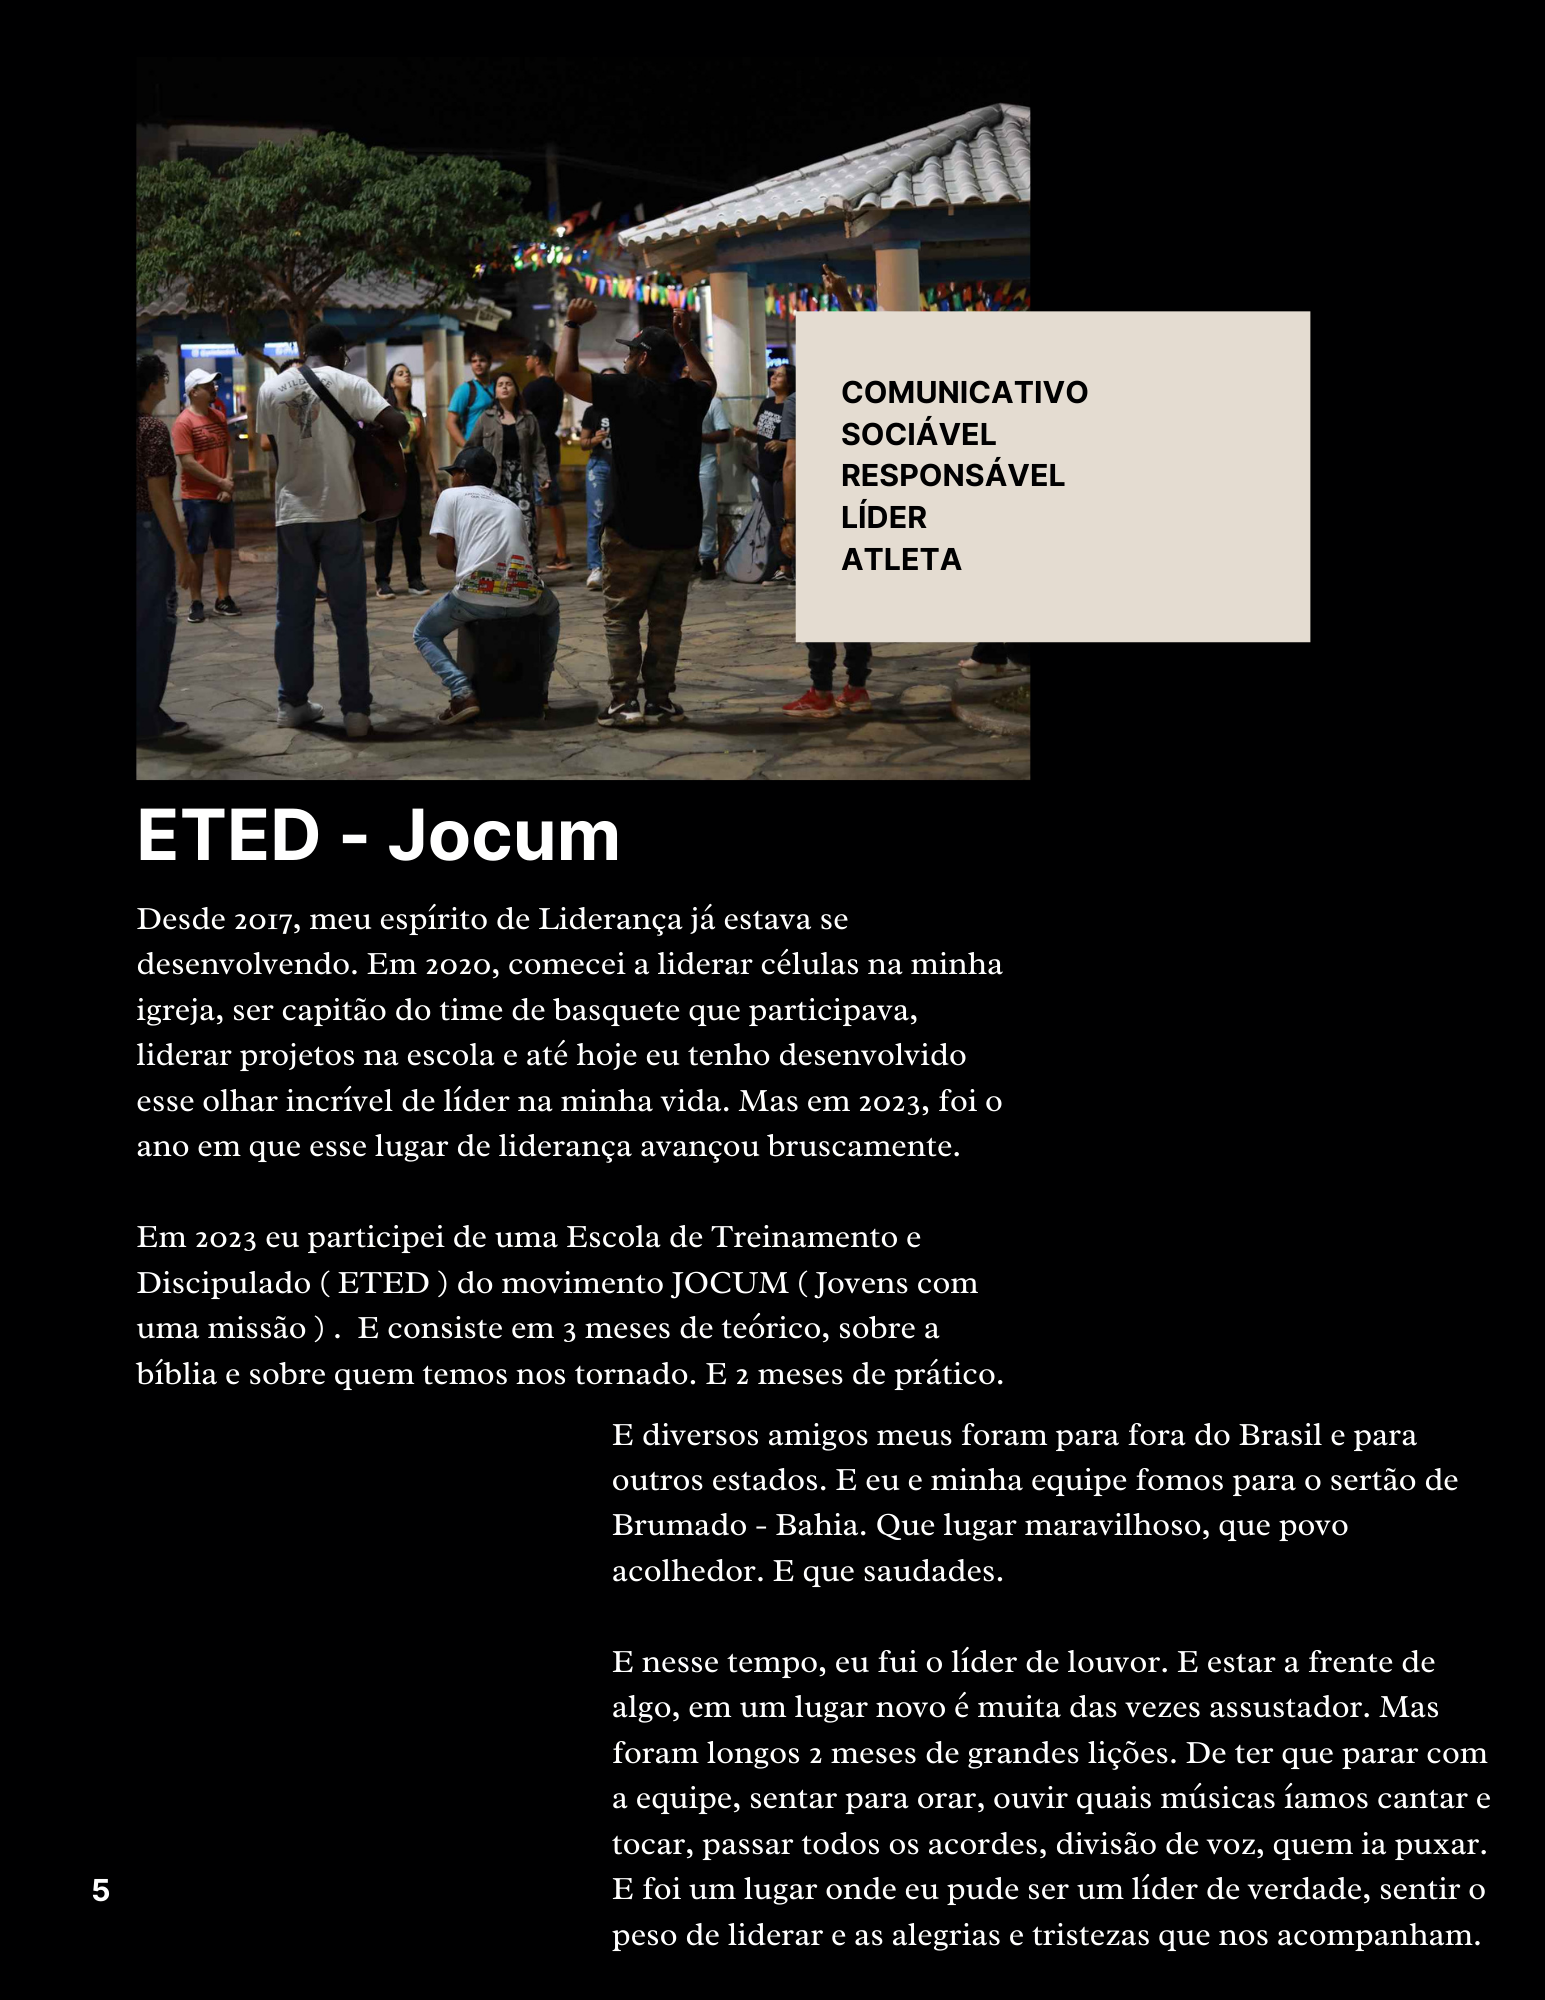 WILD
COMUNICATIVO
SOCIÁVEL
RESPONSÁVEL
LÍDER
ATLETA
ETED - Jocum
Desde 2017, meu espírito de Liderança já estava se
desenvolvendo. Em 2020, comecei a liderar células na minha
igreja, ser capitão do time de basquete que participava,
liderar projetos na escola e até hoje eu tenho desenvolvido
esse olhar incrível de líder na minha vida. Mas em 2023, foi o
ano em que esse lugar de liderança avançou bruscamente.
Em 2023 eu participei de uma Escola de Treinamento e
Discipulado ( ETED ) do movimento JOCUM ( Jovens com
uma missão ) .  E consiste em 3 meses de teórico, sobre a
bíblia e sobre quem temos nos tornado. E 2 meses de prático.
E diversos amigos meus foram para fora do Brasil e para
outros estados. E eu e minha equipe fomos para o sertão de
Brumado - Bahia. Que lugar maravilhoso, que povo
acolhedor. E que saudades.
E nesse tempo, eu fui o líder de louvor. E estar a frente de
algo, em um lugar novo é muita das vezes assustador. Mas
foram longos 2 meses de grandes lições. De ter que parar com
a equipe, sentar para orar, ouvir quais músicas íamos cantar e
tocar, passar todos os acordes, divisão de voz, quem ia puxar.
E foi um lugar onde eu pude ser um líder de verdade, sentir o
peso de liderar e as alegrias e tristezas que nos acompanham.
5